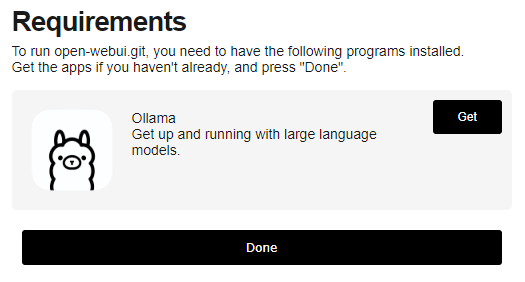 Requirements
To run open-webui.git, you need to have the following programs installed.
Get the apps if you haven't already, and press "Done".
Ollama
Get up and running with large language
models.
Get
Done